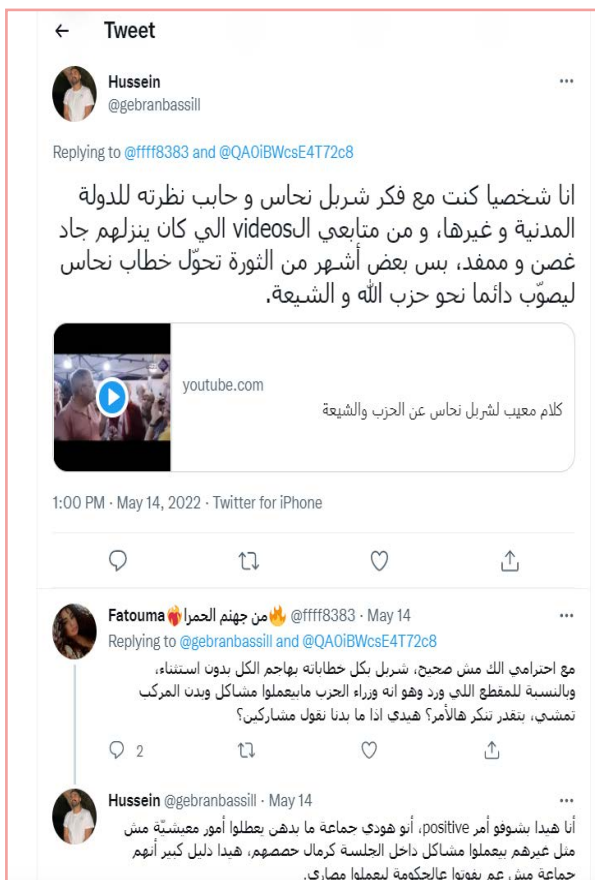 Tweet
Hussein
@gebranbassill
Replying to @ffff8383 and @QA0iBWcsE4T72c8
انا شخصيا كنت مع فكر شربل نحاس و حابب نظرته للدولة
المدنية و غيرها، و من متابعي الvideos الي كان ينزلهم جاد
غصن و ممفد، بس بعض أشهر من الثورة تحوّل خطاب نحاس
ليصوّب دائما نحو حزب الله و الشيعة.
youtube.com
كلام معيب لشربل نحاس عن الحزب والشيعة
1:00 PM · May 14, 2022 · Twitter for iPhone
Fatouma❤️‍🔥من جهنم الحمرا🔥 @ffff8383 · May 14
Replying to @gebranbassill and @QA0iBWcsE4T72c8
مع احترامي الك مش صحيح، شربل بكل خطاباته بهاجم الكل بدون استثناء،
وبالنسبة للمقطع اللي ورد وهو انه وزراء الحزب مابيعملوا مشاكل وبدن المركب
تمشي، بتقدر تنكر هالأمر؟ هيدي اذا ما بدنا نقول مشاركين؟
2
Hussein @gebranbassill · May 14
أنا هيدا بشوفو أمر positive، أنو هودي جماعة ما بدهن يعطلوا أمور معيشيّة مش
مثل غيرهم بيعملوا مشاكل داخل الجلسة كرمال حصصهم، هيدا دليل كبير أنهم
جماعة مش عم يفوتوا عالحكومة ليعملوا مصاري.